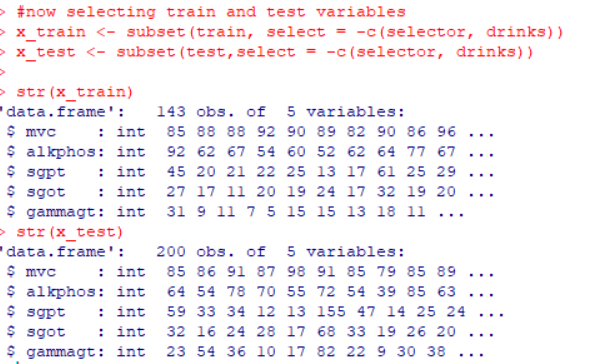 > #now selecting train and test variables
> x_train <- subset(train, select = -c(selector, drinks))
> x_test <- subset(test,select = -c(selector, drinks))
>
> str(x_train)
'data.frame':   143 obs. of  5 variables:
$ mvc     : int  85 88 88 92 90 89 82 90 86 96 ...
$ alkphos: int  92 62 67 54 60 52 62 64 77 67 ...
$ sgpt    : int  45 20 21 22 25 13 17 61 25 29 ...
$ sgot    : int  27 17 11 20 19 24 17 32 19 20 ...
$ gammagt: int  31 9 11 7 5 15 15 13 18 11 ...
> str(x_test)
'data.frame':   200 obs. of  5 variables:
$ mvc     : int  85 86 91 87 98 91 85 79 85 89 ...
$ alkphos: int  64 54 78 70 55 72 54 39 85 63 ...
$ sgpt    : int  59 33 34 12 13 155 47 14 25 24 ...
$ sgot    : int  32 16 24 28 17 68 33 19 26 20 ...
$ gammagt: int  23 54 36 10 17 82 22 9 30 38 ...